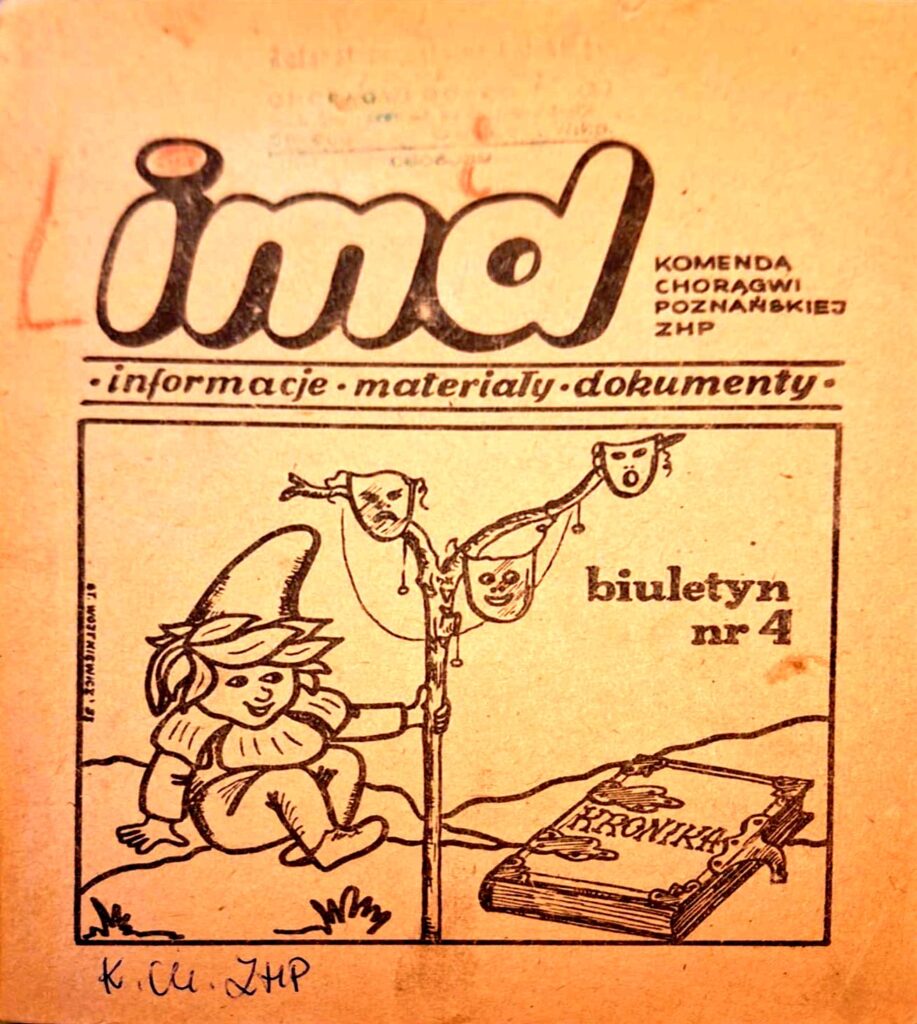 imd
KOMENDA
CHORĄGWI
POZNAŃSKIEJ
ZHP
· informacje · materiały · dokumenty ·
biuletyn
nr 4
KRONIKA
K. Ch. ZHP